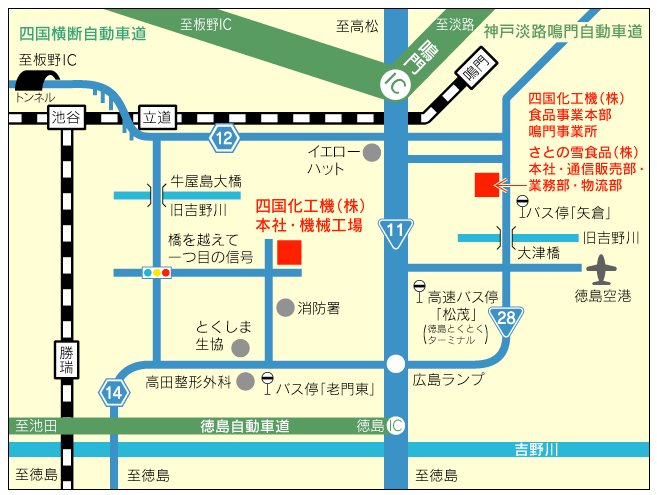 四国横断自動車道
至板野IC
至高松
至淡路
神戸淡路鳴門自動車道
至板野IC
トンネル
鳴門
IC
鳴門
池谷
立道
12
四国化工機(株)
食品事業本部
鳴門事業所
さとの雪食品(株)
本社・通信販売部・
業務部・物流部
イエロー
ハット
牛屋島大橋
旧吉野川
四国化工機(株)
本社・機械工場
11
バス停「矢倉」
旧吉野川
大津橋
橋を越えて
一つ目の信号
徳島空港
高速バス停
「松茂」
(徳島とくとく
ターミナル)
28
消防署
とくしま
生協
勝瑞
14
高田整形外科
バス停「老門東」
広島ランプ
至池田
徳島自動車道
徳島
IC
吉野川
至徳島
至徳島
至徳島